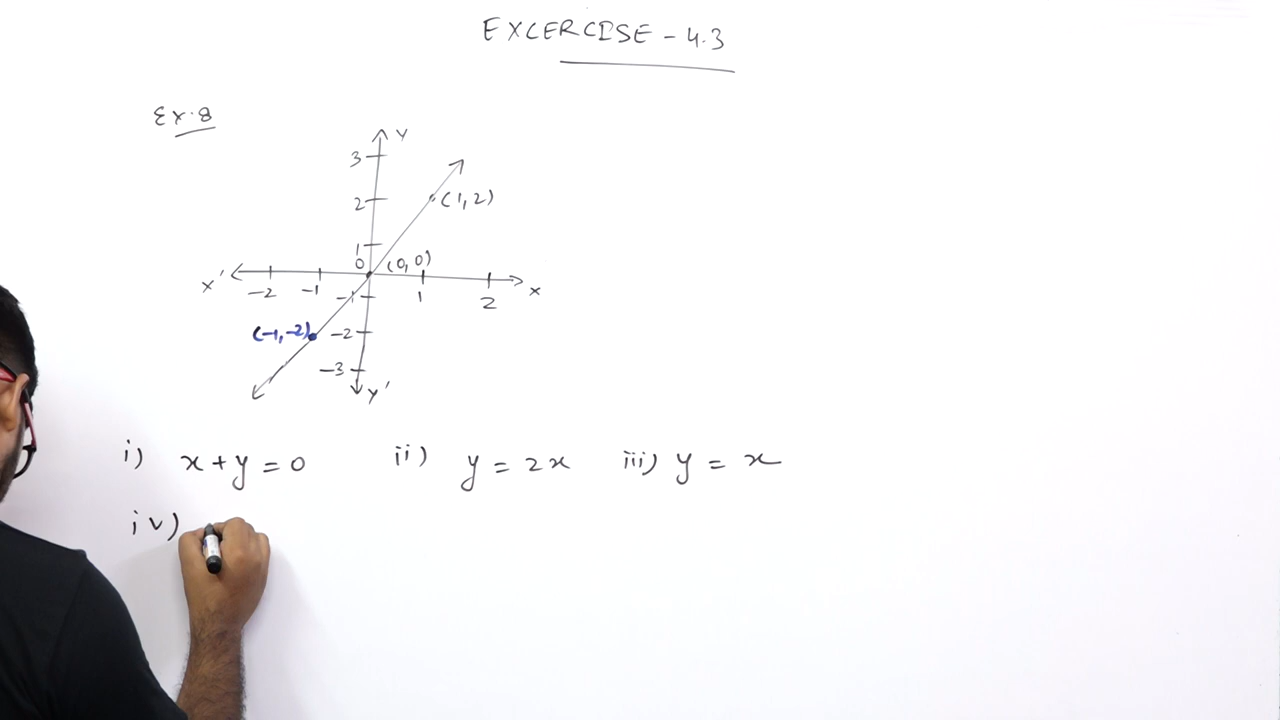 EXCERCISE - 4.3
Ex.8
Y
3
2
(1,2)
1
0
(0,0)
X'
-2
-1
1
2
X
-1
(-1,-2)
-2
-3
Y'
i) x + y = 0
ii) y = 2x
iii) y = x
iv)